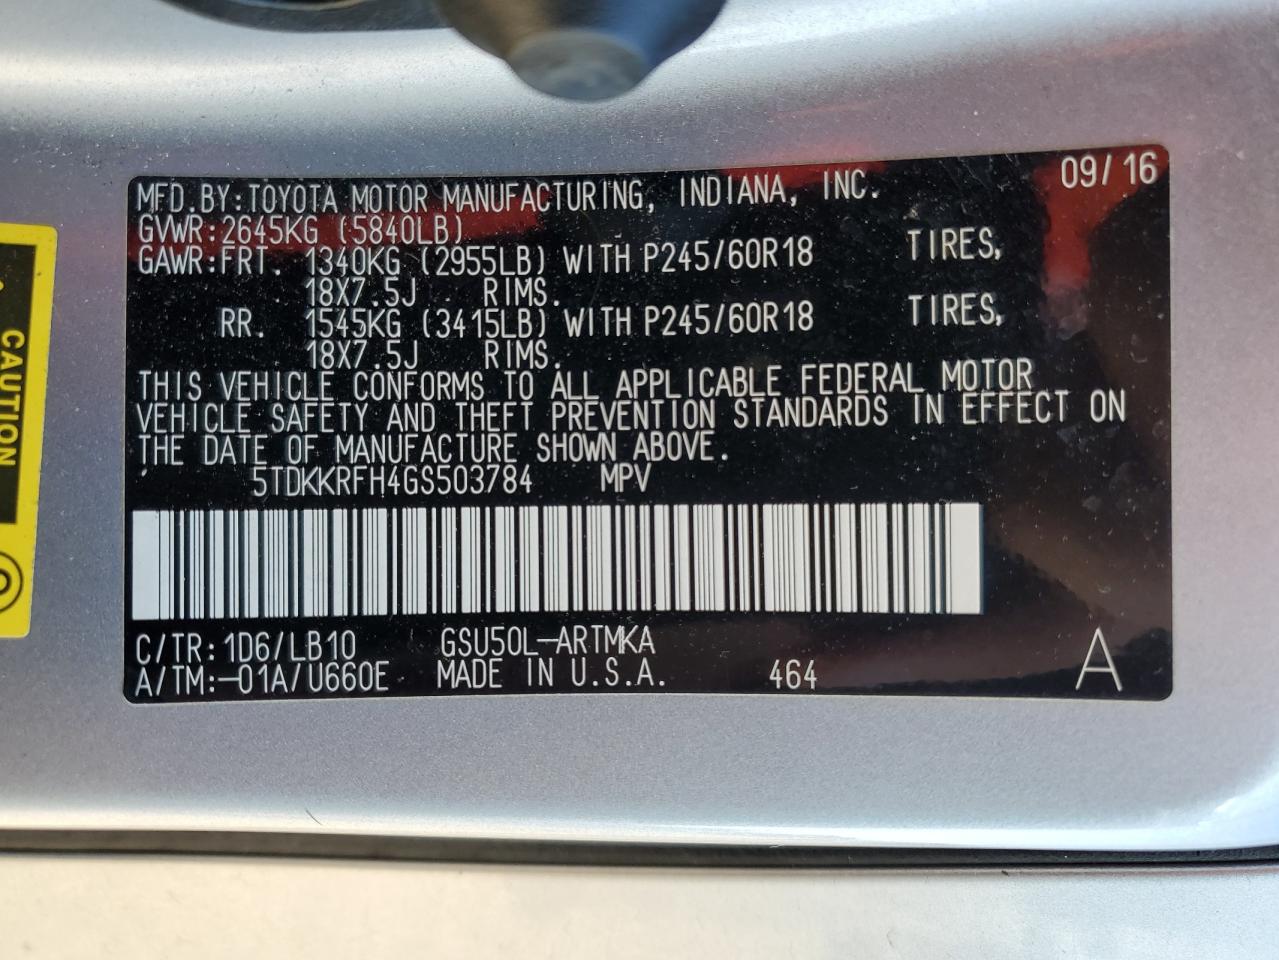 MFD.BY:TOYOTA MOTOR MANUFACTURING, INDIANA, INC. 09/16
GVWR:2645KG (5840LB)
GAWR:FRT. 1340KG (2955LB) WITH P245/60R18 TIRES,
18X7.5J RIMS.
RR. 1545KG (3415LB) WITH P245/60R18 TIRES,
18X7.5J RIMS.
THIS VEHICLE CONFORMS TO ALL APPLICABLE FEDERAL MOTOR
VEHICLE SAFETY AND THEFT PREVENTION STANDARDS IN EFFECT ON
THE DATE OF MANUFACTURE SHOWN ABOVE.
5TDKKRFH4GS503784 MPV
C/TR:1D6/LB10 GSU50L-ARTMKA
A/TM:-01A/U660E MADE IN U.S.A. 464 A
CAUTION